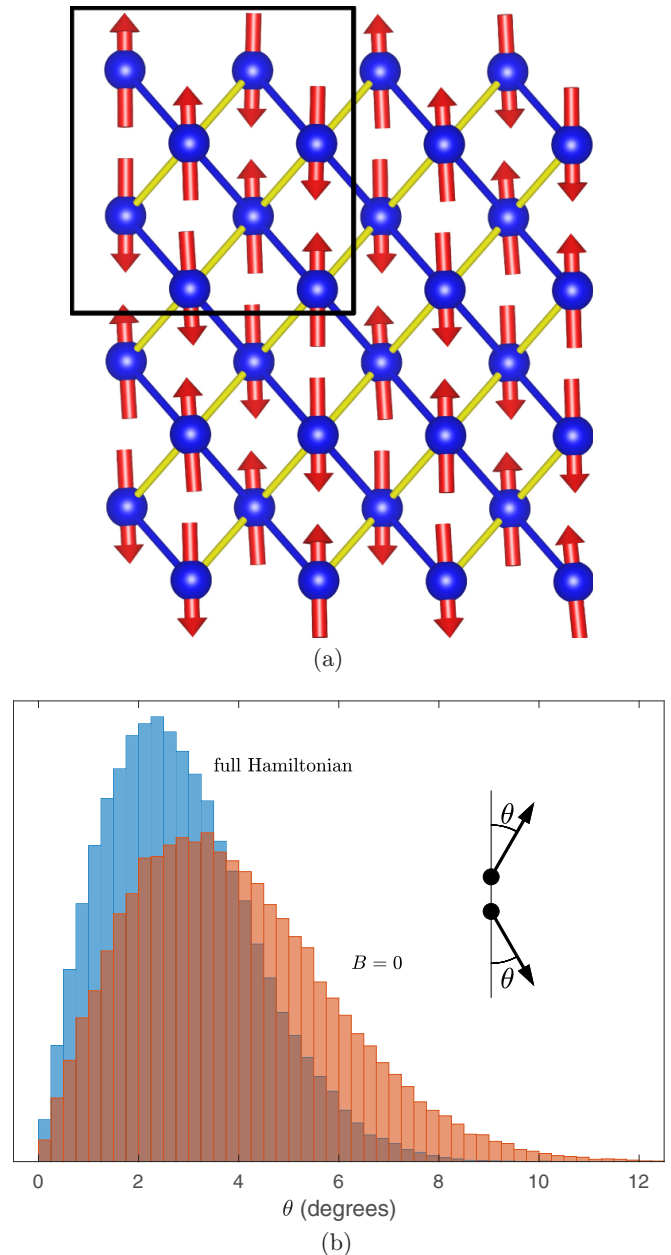 (a)
full Hamiltonian
θ
B = 0
θ
0 2 4 6 8 10 12
θ (degrees)
(b)